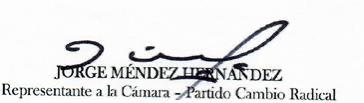 JORGE MÉNDEZ HERNÁNDEZ
Representante a la Cámara – Partido Cambio Radical